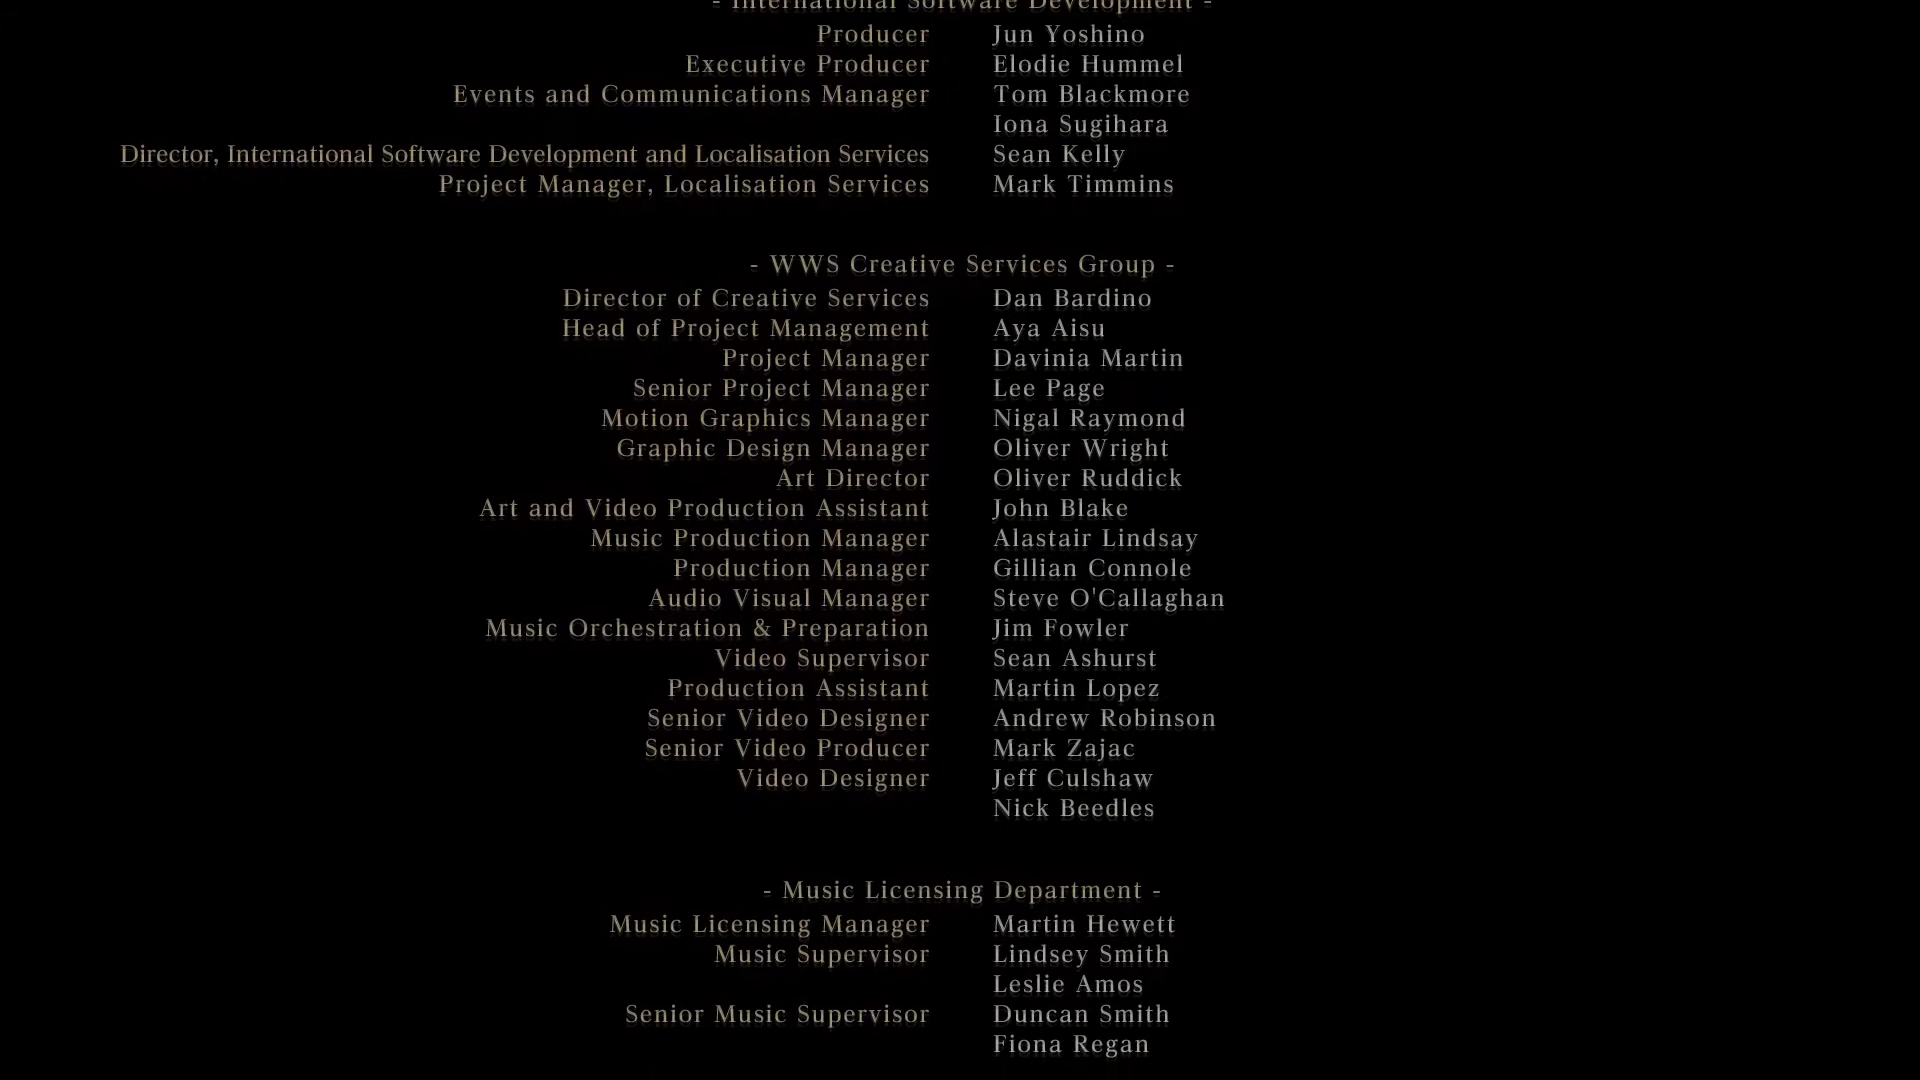 - International Software Development -
Producer Jun Yoshino
Executive Producer Elodie Hummel
Events and Communications Manager Tom Blackmore
Iona Sugihara
Director, International Software Development and Localisation Services Sean Kelly
Project Manager, Localisation Services Mark Timmins
- WWS Creative Services Group -
Director of Creative Services Dan Bardino
Head of Project Management Aya Aisu
Project Manager Davinia Martin
Senior Project Manager Lee Page
Motion Graphics Manager Nigal Raymond
Graphic Design Manager Oliver Wright
Art Director Oliver Ruddick
Art and Video Production Assistant John Blake
Music Production Manager Alastair Lindsay
Production Manager Gillian Connole
Audio Visual Manager Steve O'Callaghan
Music Orchestration & Preparation Jim Fowler
Video Supervisor Sean Ashurst
Production Assistant Martin Lopez
Senior Video Designer Andrew Robinson
Senior Video Producer Mark Zajac
Video Designer Jeff Culshaw
Nick Beedles
- Music Licensing Department -
Music Licensing Manager Martin Hewett
Music Supervisor Lindsey Smith
Leslie Amos
Senior Music Supervisor Duncan Smith
Fiona Regan